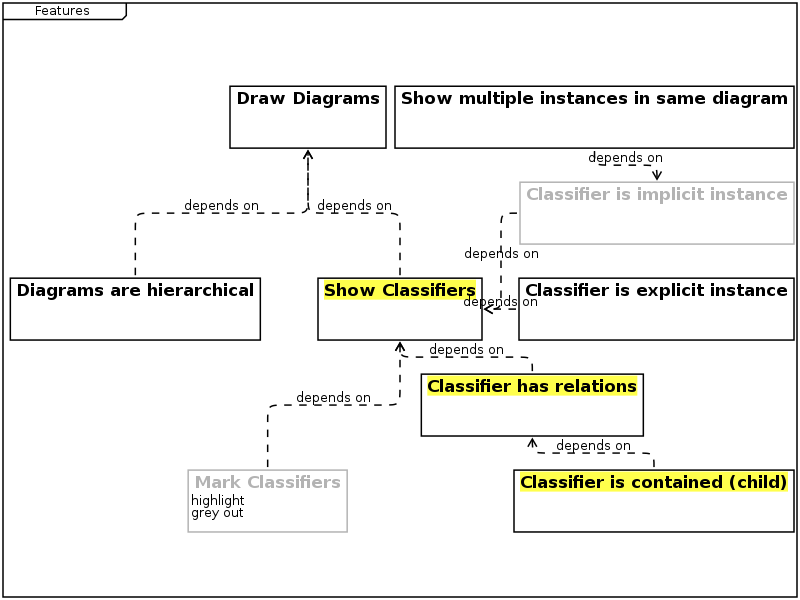 Features
Draw Diagrams
Show multiple instances in same diagram
depends on
Classifier is implicit instance
depends on
depends on
depends on
Diagrams are hierarchical
Show Classifiers
depends on
Classifier is explicit instance
depends on
Classifier has relations
depends on
depends on
Mark Classifiers
highlight
grey out
Classifier is contained (child)